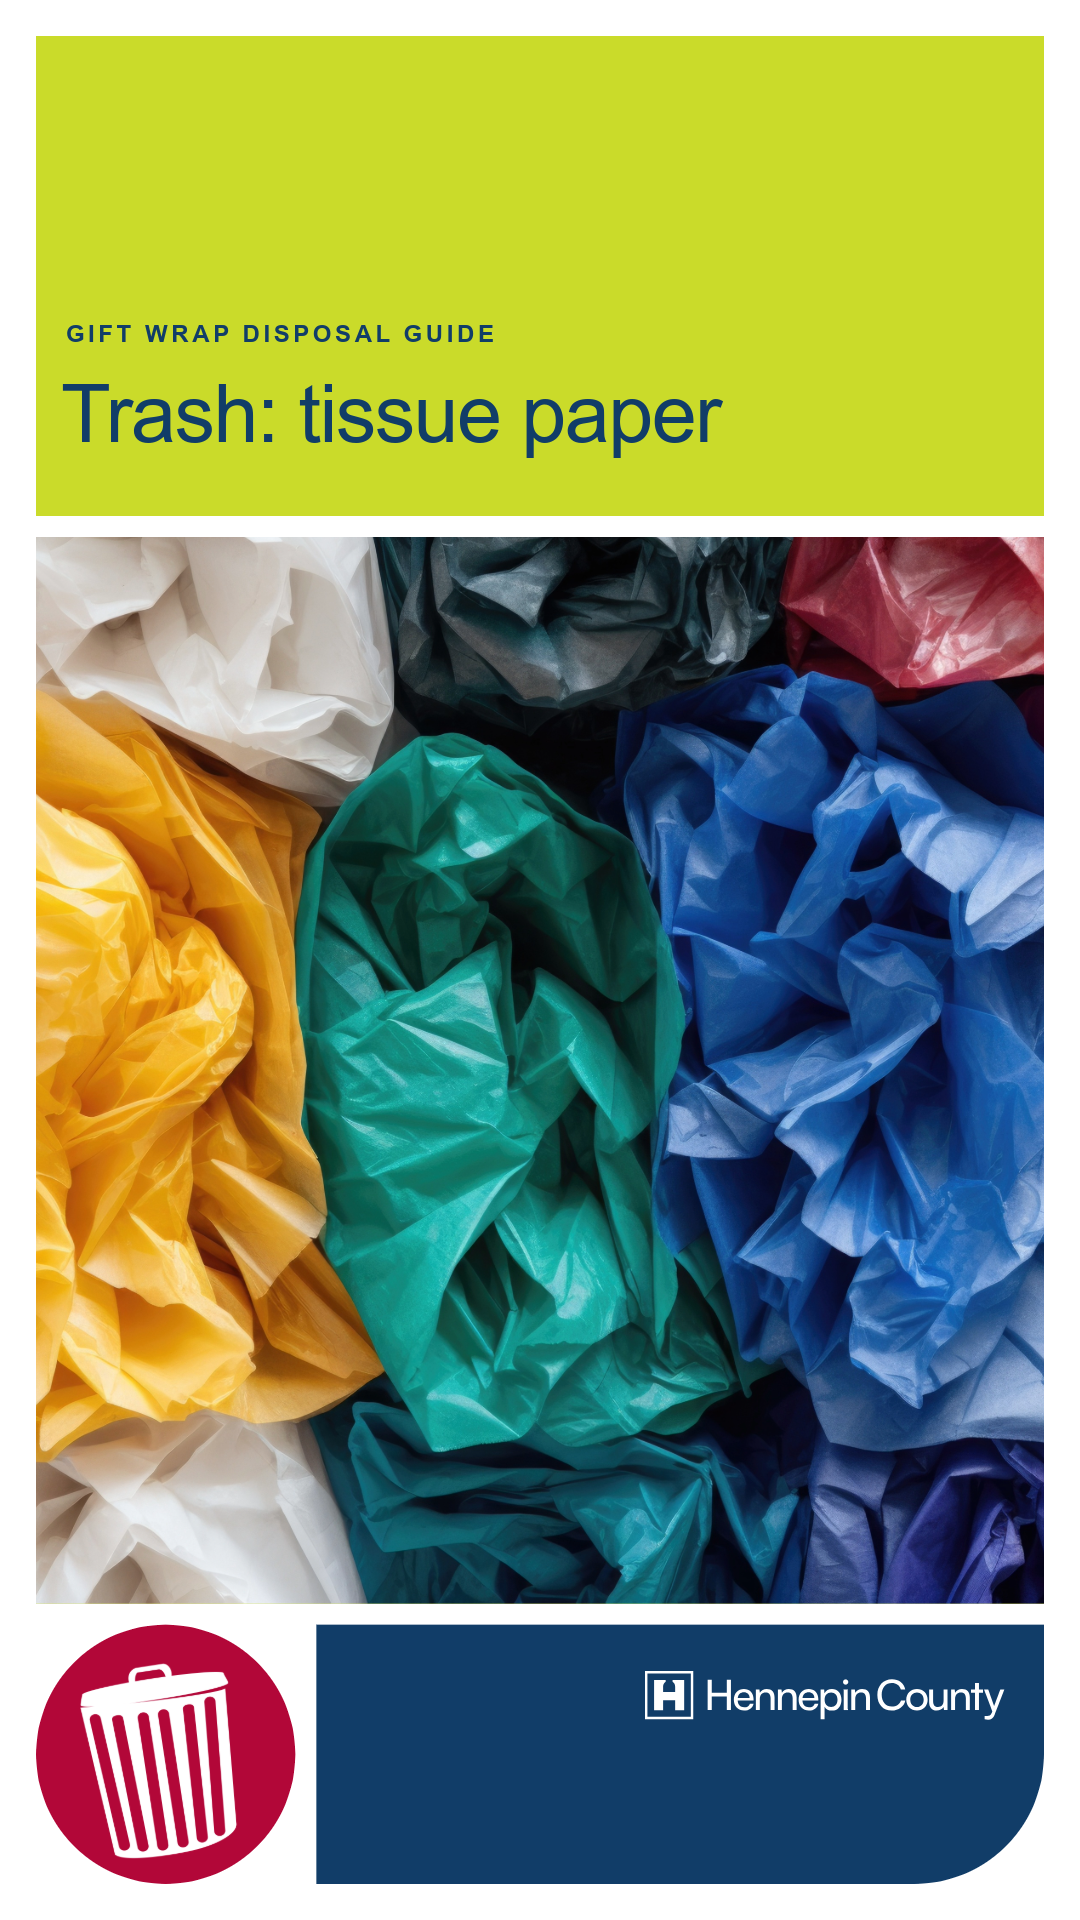 GIFT WRAP DISPOSAL GUIDE
Trash: tissue paper
Hennepin County